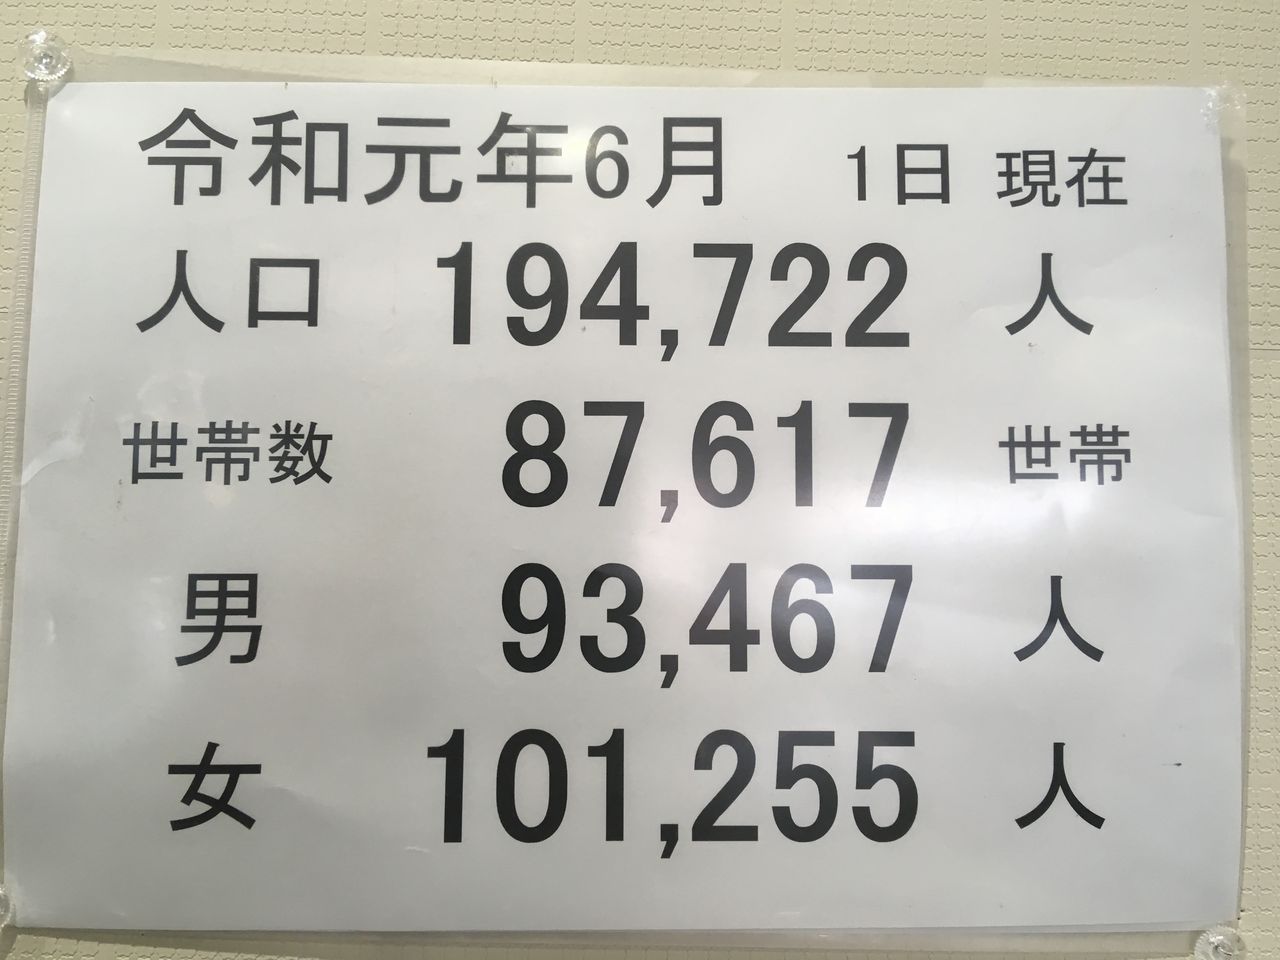 令和元年6月 1日 現在
人口 194,722 人
世帯数 87,617 世帯
男 93,467 人
女 101,255 人